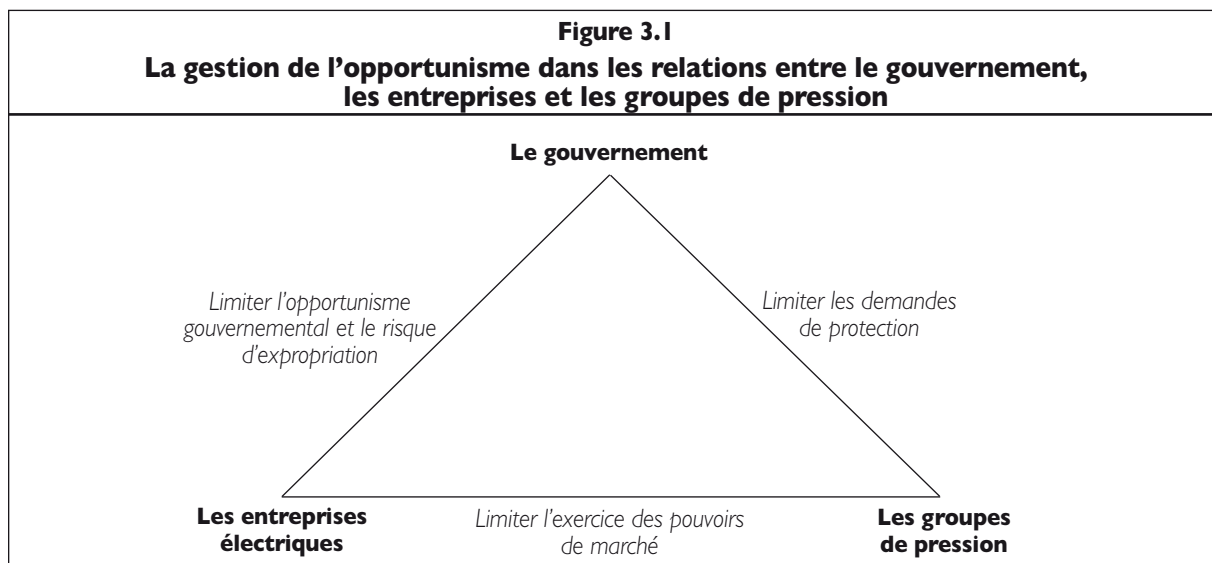 Figure 3.1
La gestion de l'opportunisme dans les relations entre le gouvernement,
les entreprises et les groupes de pression
Le gouvernement
Limiter l'opportunisme
gouvernemental et le risque
d'expropriation
Limiter les demandes
de protection
Les entreprises
électriques
Limiter l'exercice des pouvoirs
de marché
Les groupes
de pression